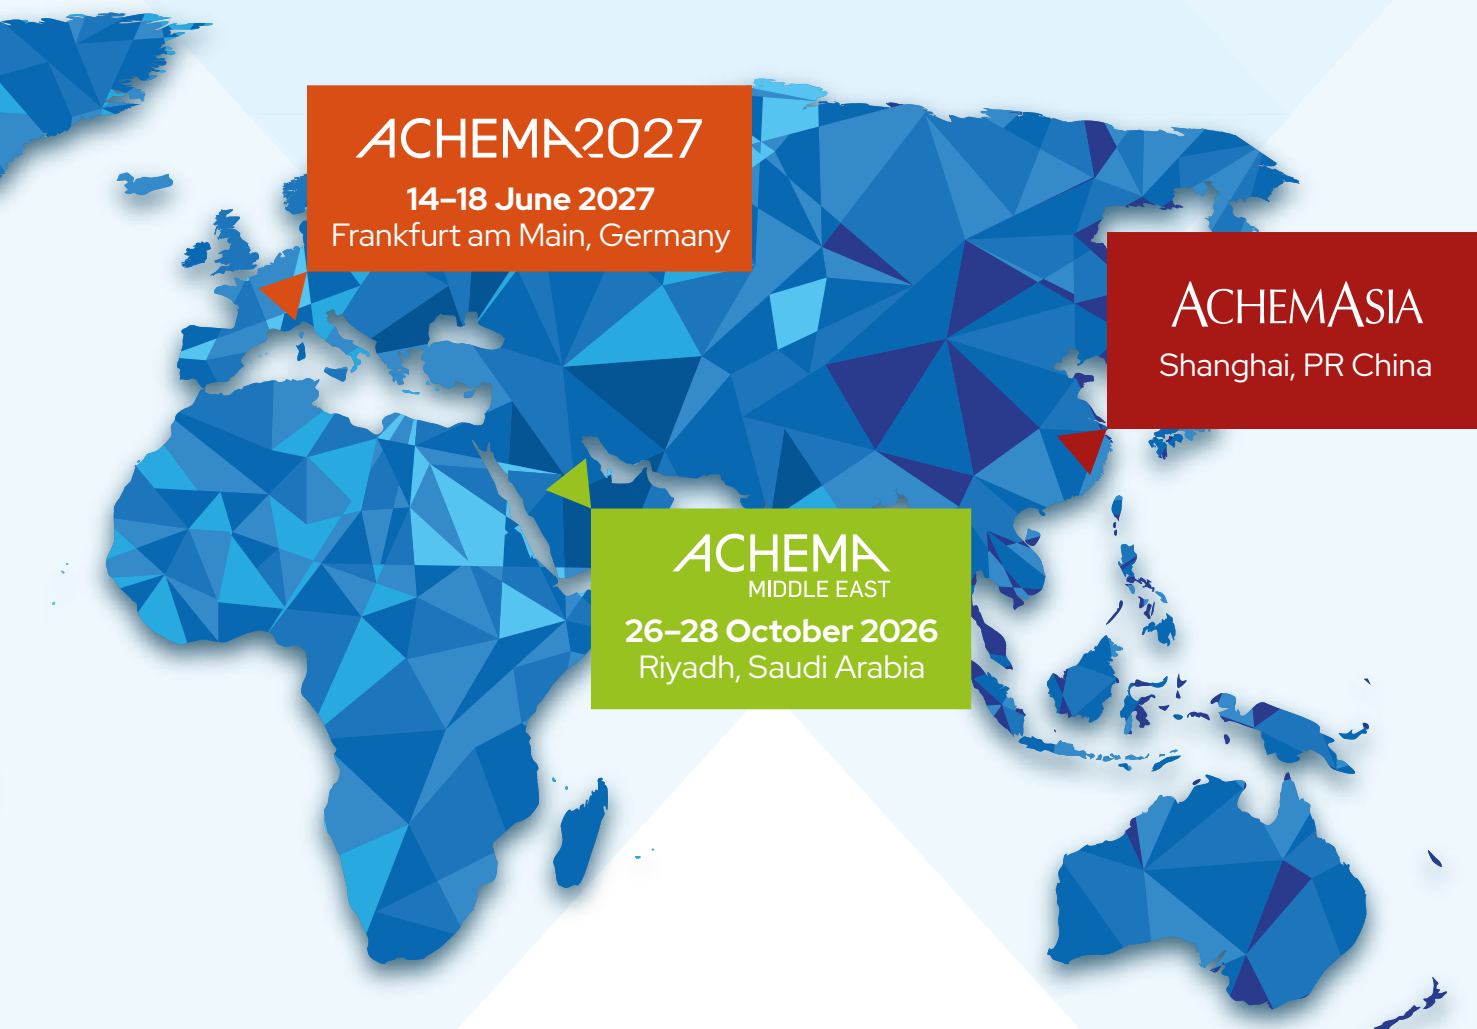 ACHEMA2027
14–18 June 2027
Frankfurt am Main, Germany
ACHEMASIA
Shanghai, PR China
ACHEMA
MIDDLE EAST
26–28 October 2026
Riyadh, Saudi Arabia